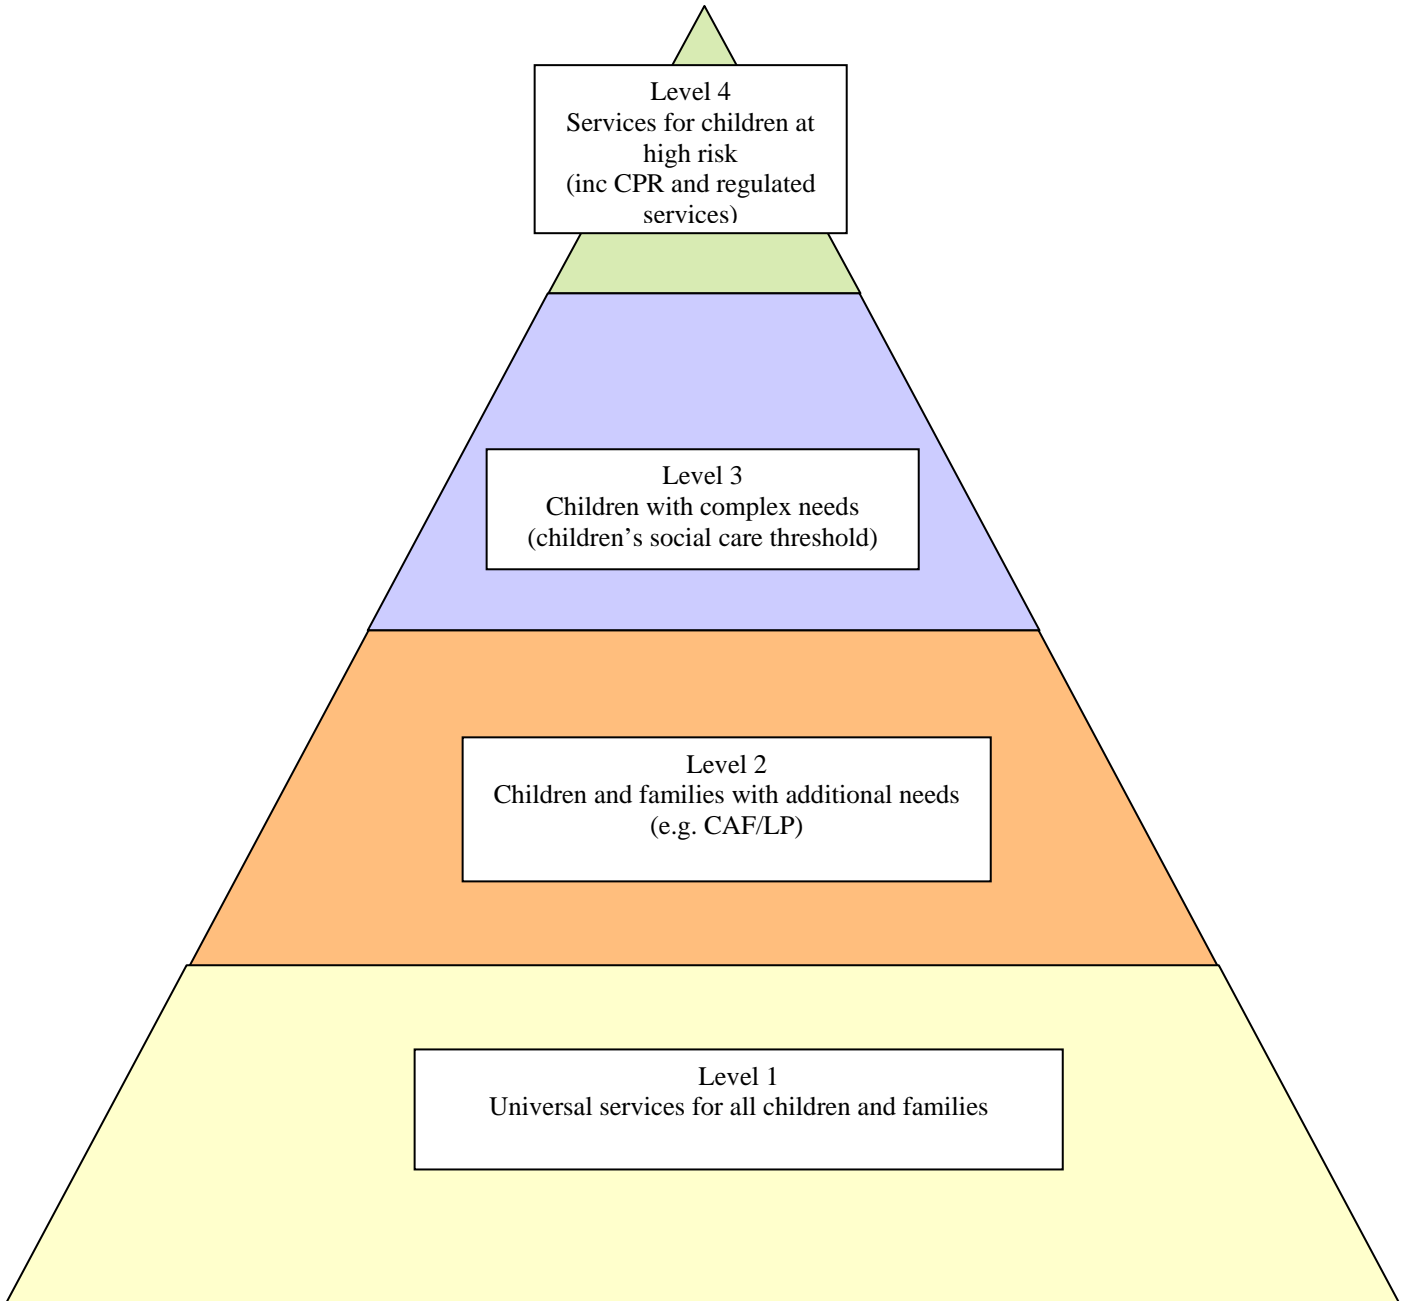 Level 4
Services for children at
high risk
(inc CPR and regulated
services)
Level 3
Children with complex needs
(children’s social care threshold)
Level 2
Children and families with additional needs
(e.g. CAF/LP)
Level 1
Universal services for all children and families